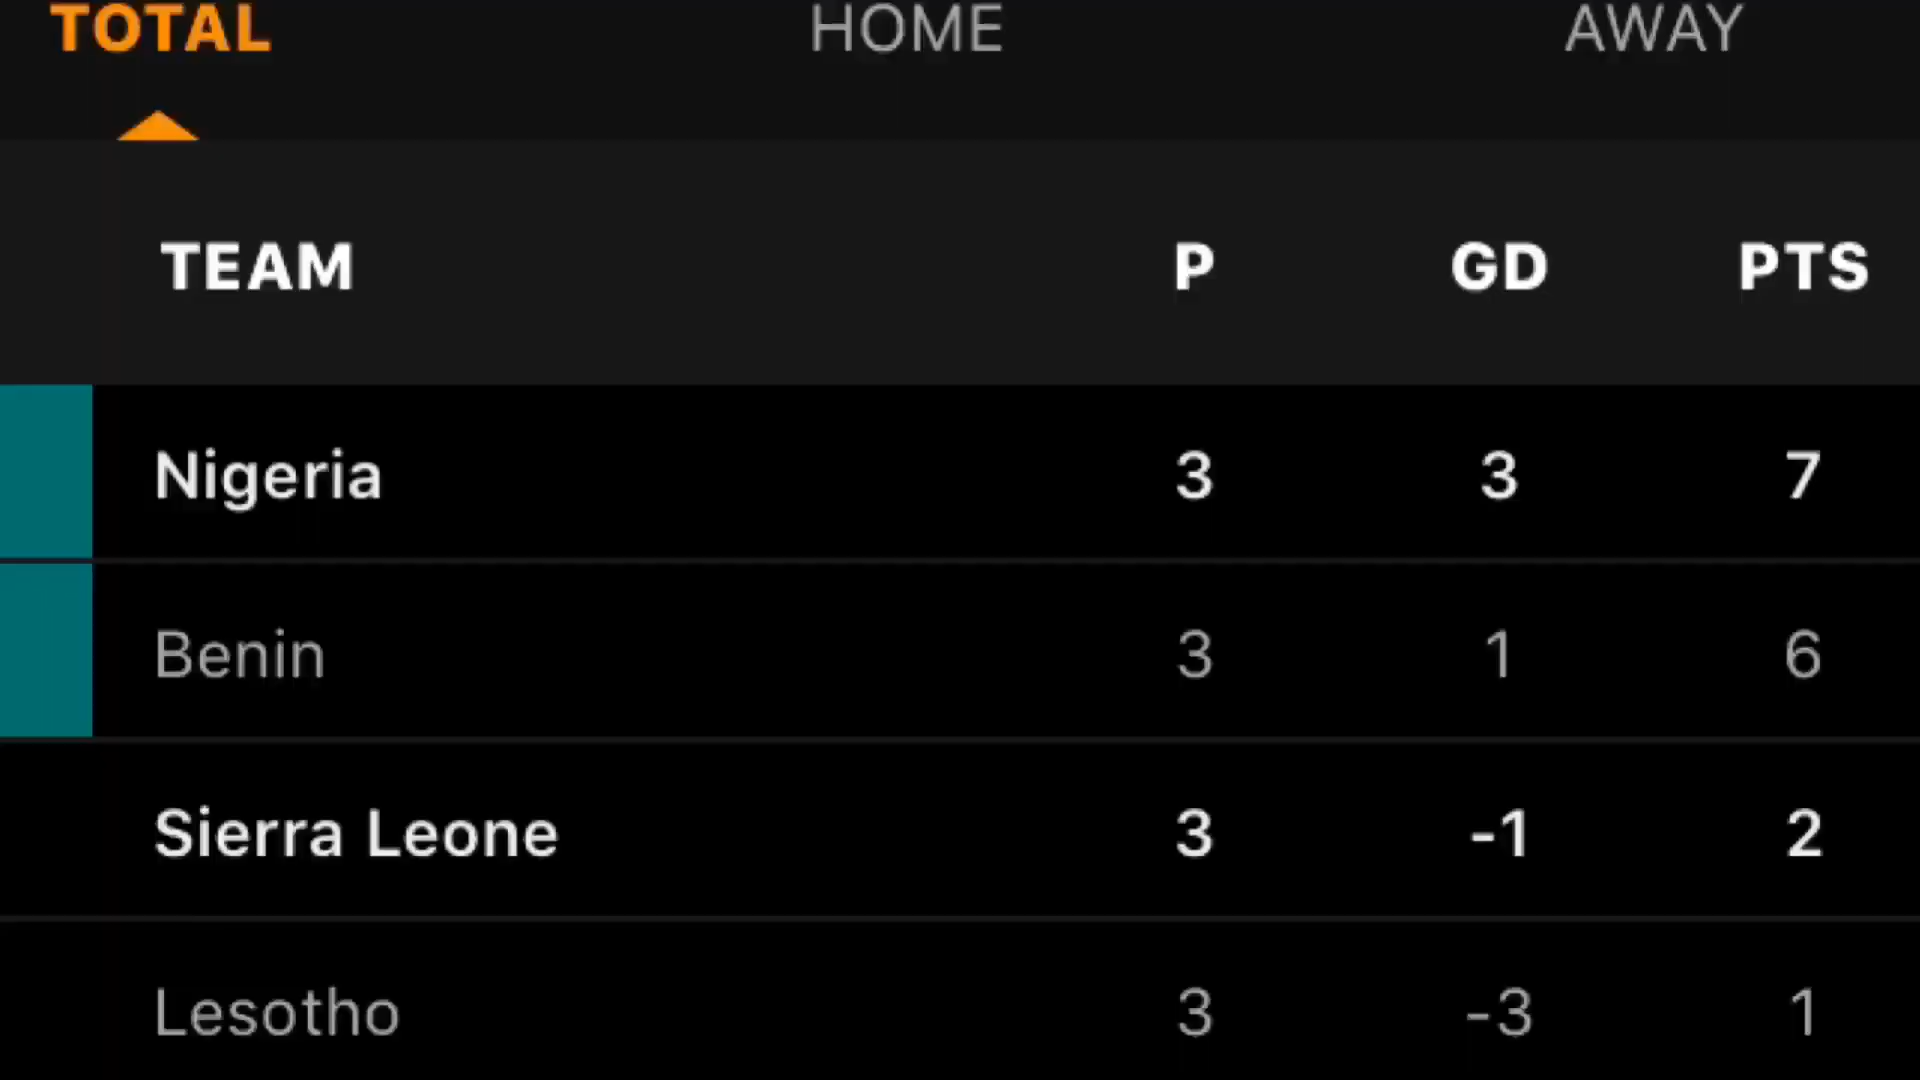 TOTAL HOME AWAY
TEAM P GD PTS
Nigeria 3 3 7
Benin 3 1 6
Sierra Leone 3 -1 2
Lesotho 3 -3 1